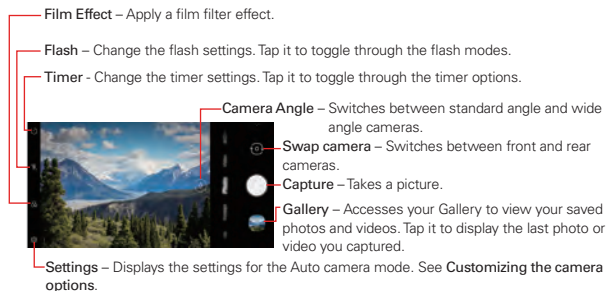 Film Effect – Apply a film filter effect.
Flash – Change the flash settings. Tap it to toggle through the flash modes.
Timer - Change the timer settings. Tap it to toggle through the timer options.
Camera Angle – Switches between standard angle and wide
angle cameras.
Swap camera – Switches between front and rear
cameras.
Capture – Takes a picture.
Gallery – Accesses your Gallery to view your saved
photos and videos. Tap it to display the last photo or
video you captured.
Settings – Displays the settings for the Auto camera mode. See Customizing the camera
options.